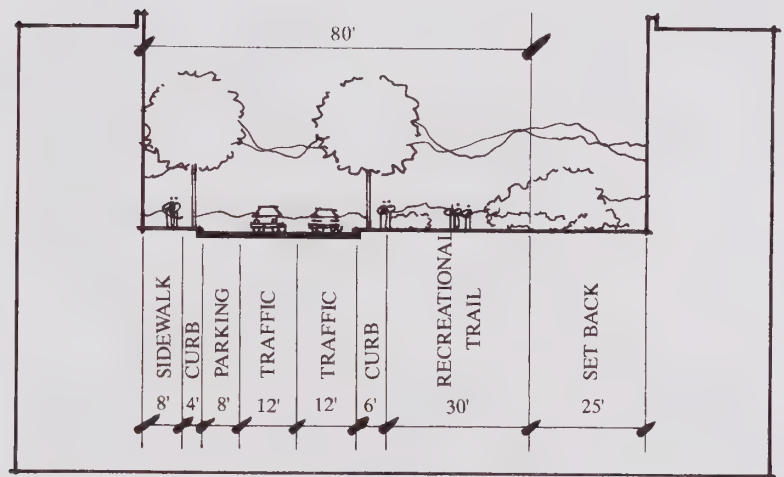 80'
SIDEWALK
CURB
PARKING
TRAFFIC
TRAFFIC
CURB
RECREATIONAL
TRAIL
SET BACK
8'
4'
8'
12'
12'
6'
30'
25'